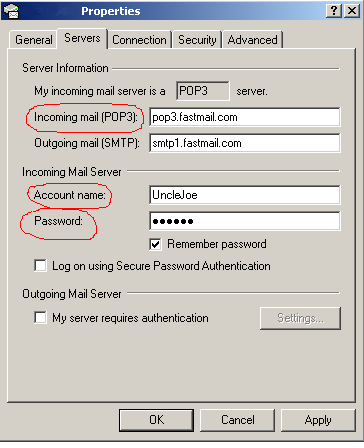 Properties
General Servers Connection Security Advanced
Server Information
My incoming mail server is a POP3 server.
Incoming mail (POP3): pop3.fastmail.com
Outgoing mail (SMTP): smtp1.fastmail.com
Incoming Mail Server
Account name: UncleJoe
Password: ●●●●●●
Remember password
Log on using Secure Password Authentication
Outgoing Mail Server
My server requires authentication Settings...
OK Cancel Apply